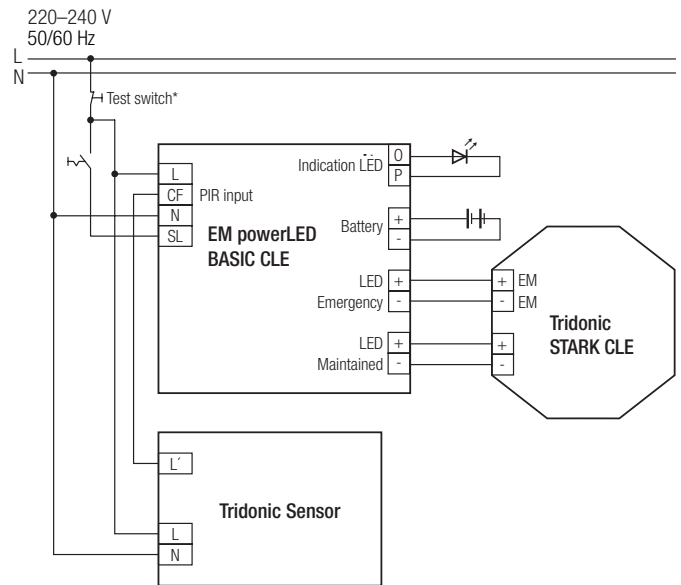 220–240 V
50/60 Hz
L
N
Test switch*
L
CF PIR input
N
SL
EM powerLED
BASIC CLE
Indication LED
O
P
Battery
+
-
LED +
Emergency -
LED +
Maintained -
+ EM
- EM
+
-
Tridonic
STARK CLE
L´
Tridonic Sensor
L
N